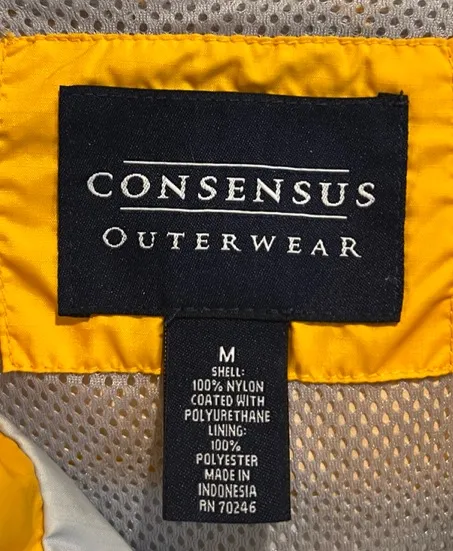 CONSENSUS
OUTERWEAR
M
SHELL:
100% NYLON
COATED WITH
POLYURETHANE
LINING:
100%
POLYESTER
MADE IN
INDONESIA
RN 70246